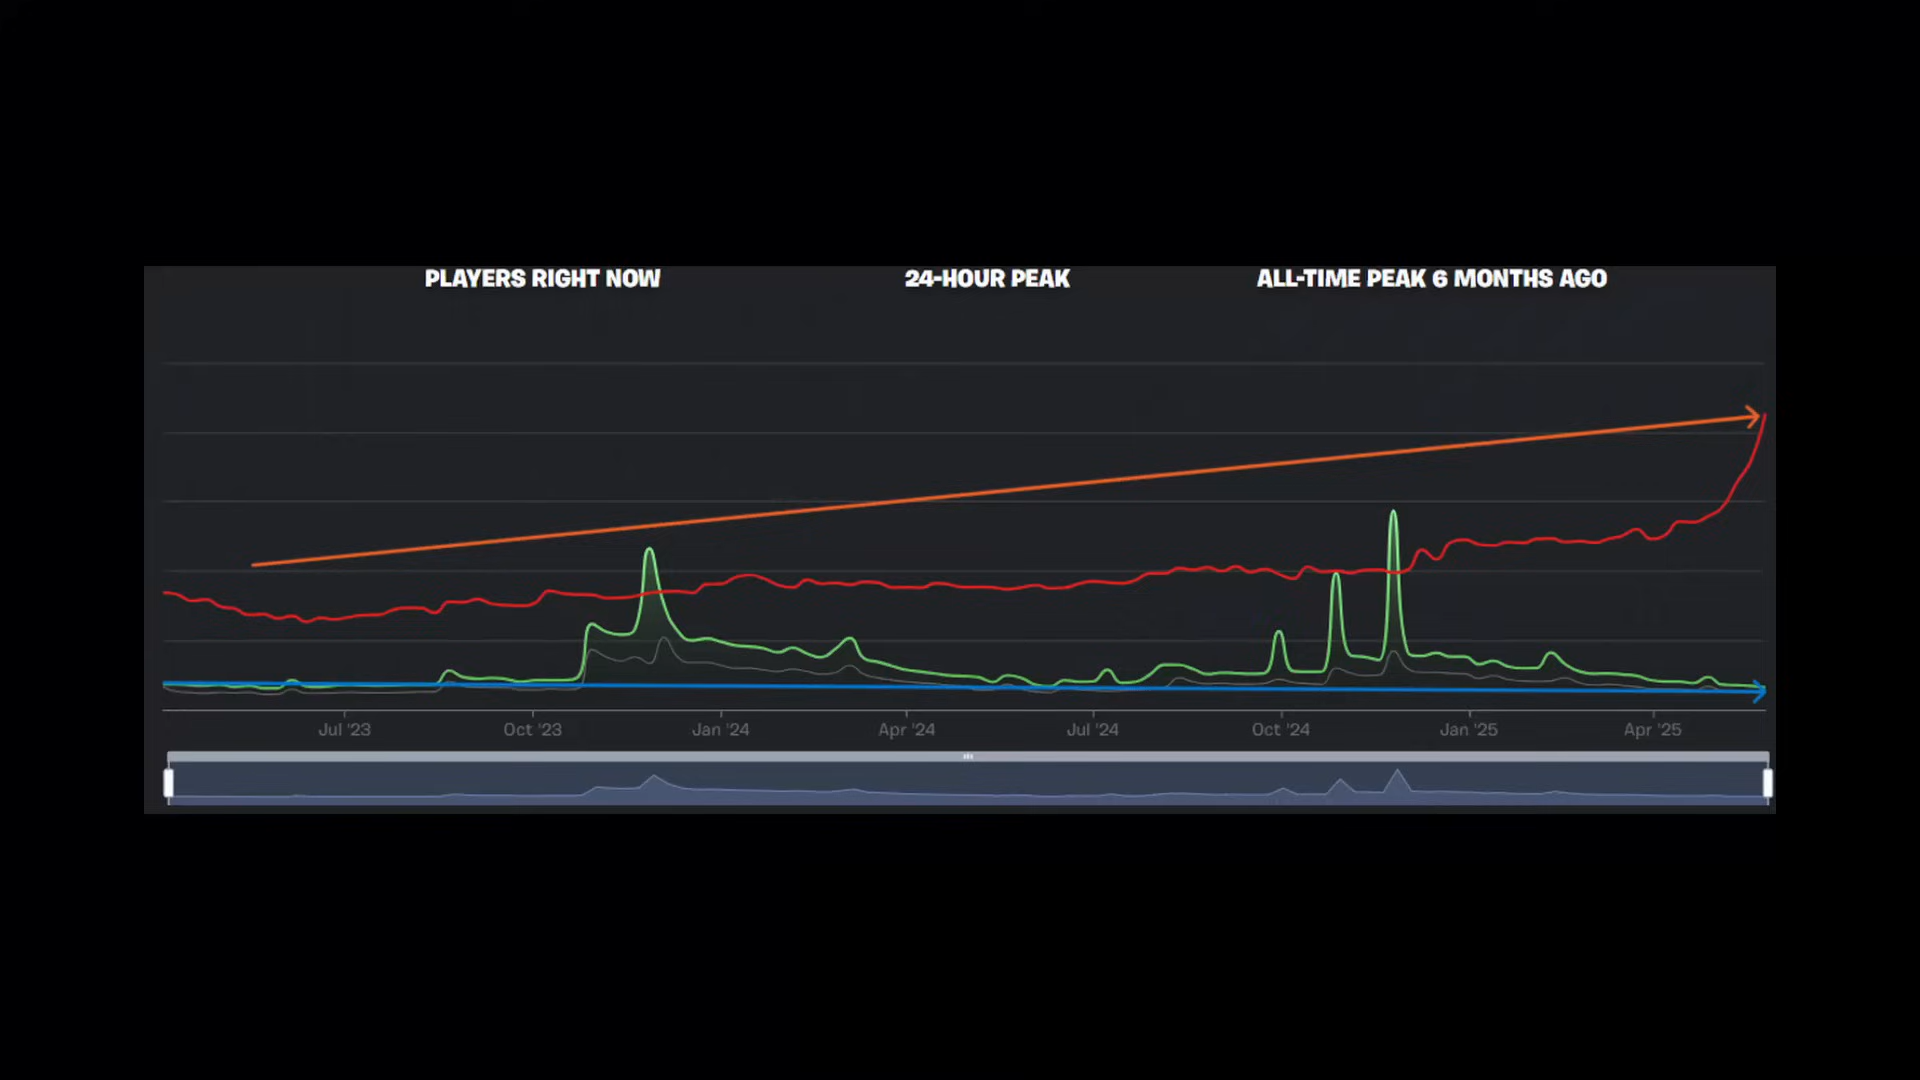 PLAYERS RIGHT NOW 24-HOUR PEAK ALL-TIME PEAK 6 MONTHS AGO
Jul '23 Oct '23 Jan '24 Apr '24 Jul '24 Oct '24 Jan '25 Apr '25